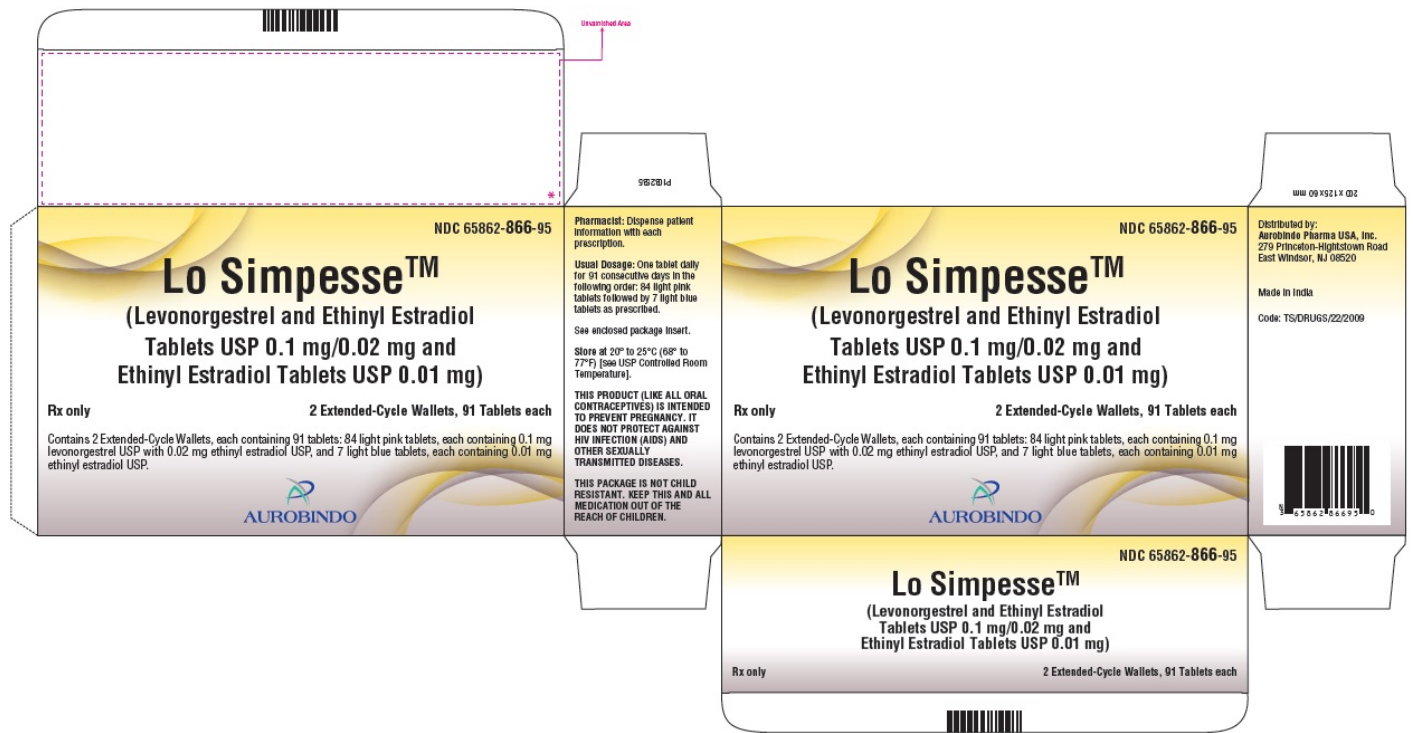 Unvarnished Area
*
NDC 65862-866-95
Lo Simpesse™
(Levonorgestrel and Ethinyl Estradiol
Tablets USP 0.1 mg/0.02 mg and
Ethinyl Estradiol Tablets USP 0.01 mg)
Rx only
2 Extended-Cycle Wallets, 91 Tablets each
Contains 2 Extended-Cycle Wallets, each containing 91 tablets: 84 light pink tablets, each containing 0.1 mg
levonorgestrel USP with 0.02 mg ethinyl estradiol USP, and 7 light blue tablets, each containing 0.01 mg
ethinyl estradiol USP.
AUROBINDO
Pharmacist: Dispense patient
information with each
prescription.
Usual Dosage: One tablet daily
for 91 consecutive days in the
following order: 84 light pink
tablets followed by 7 light blue
tablets as prescribed.
See enclosed package insert.
Store at 20° to 25°C (68° to
77°F) [see USP Controlled Room
Temperature].
THIS PRODUCT (LIKE ALL ORAL
CONTRACEPTIVES) IS INTENDED
TO PREVENT PREGNANCY. IT
DOES NOT PROTECT AGAINST
HIV INFECTION (AIDS) AND
OTHER SEXUALLY
TRANSMITTED DISEASES.
THIS PACKAGE IS NOT CHILD
RESISTANT. KEEP THIS AND ALL
MEDICATION OUT OF THE
REACH OF CHILDREN.
NDC 65862-866-95
Lo Simpesse™
(Levonorgestrel and Ethinyl Estradiol
Tablets USP 0.1 mg/0.02 mg and
Ethinyl Estradiol Tablets USP 0.01 mg)
Rx only
2 Extended-Cycle Wallets, 91 Tablets each
Contains 2 Extended-Cycle Wallets, each containing 91 tablets: 84 light pink tablets, each containing 0.1 mg
levonorgestrel USP with 0.02 mg ethinyl estradiol USP, and 7 light blue tablets, each containing 0.01 mg
ethinyl estradiol USP.
AUROBINDO
200 x 125 x 60 mm
Distributed by:
Aurobindo Pharma USA, Inc.
279 Princeton-Hightstown Road
East Windsor, NJ 08520
Made in India
Code: TS/DRUGS/22/2009
3 65862 86695 0
NDC 65862-866-95
Lo Simpesse™
(Levonorgestrel and Ethinyl Estradiol
Tablets USP 0.1 mg/0.02 mg and
Ethinyl Estradiol Tablets USP 0.01 mg)
Rx only
2 Extended-Cycle Wallets, 91 Tablets each